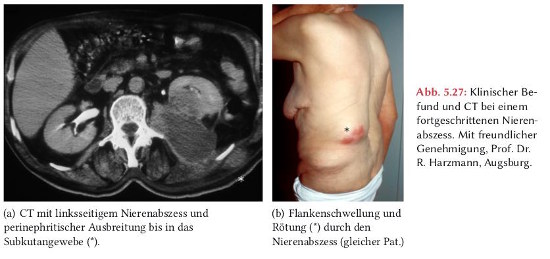 (a) CT mit linksseitigem Nierenabszess und
perinephritischer Ausbreitung bis in das
Subkutangewebe (*).
(b) Flankenschwellung und
Rötung (*) durch den
Nierenabszess (gleicher Pat.)
Abb. 5.27: Klinischer Be-
fund und CT bei einem
fortgeschrittenen Nieren-
abszess. Mit freundlicher
Genehmigung, Prof. Dr.
R. Harzmann, Augsburg.